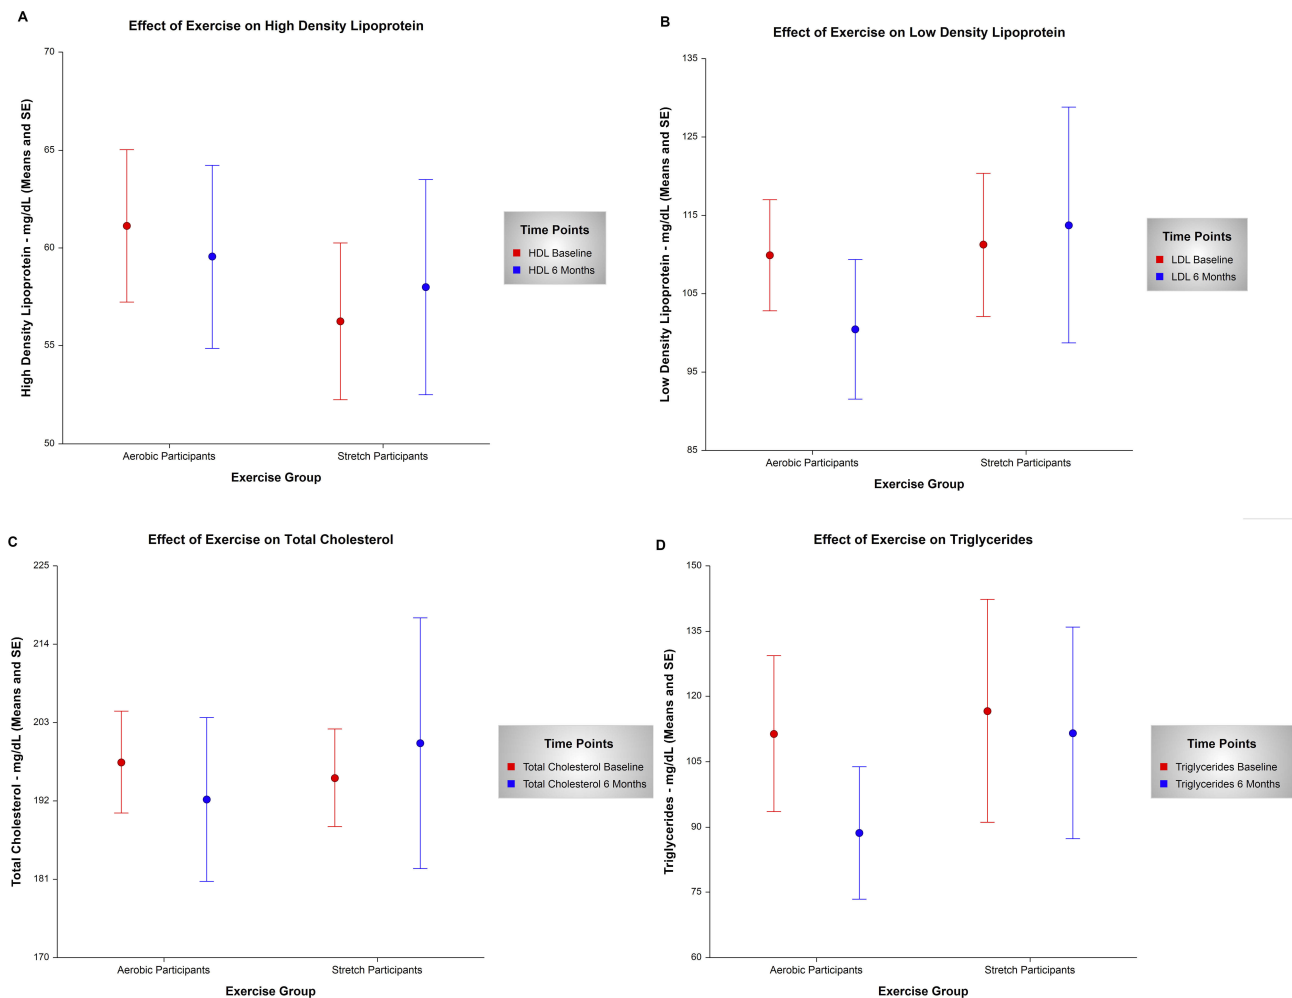 A
Effect of Exercise on High Density Lipoprotein
High Density Lipoprotein - mg/dL (Means and SE)
70
65
60
55
50
Aerobic Participants
Stretch Participants
Exercise Group
Time Points
HDL Baseline
HDL 6 Months
B
Effect of Exercise on Low Density Lipoprotein
Low Density Lipoprotein - mg/dL (Means and SE)
135
125
115
105
95
85
Aerobic Participants
Stretch Participants
Exercise Group
Time Points
LDL Baseline
LDL 6 Months
C
Effect of Exercise on Total Cholesterol
Total Cholesterol - mg/dL (Means and SE)
225
214
203
192
181
170
Aerobic Participants
Stretch Participants
Exercise Group
Time Points
Total Cholesterol Baseline
Total Cholesterol 6 Months
D
Effect of Exercise on Triglycerides
Triglycerides - mg/dL (Means and SE)
150
135
120
105
90
75
60
Aerobic Participants
Stretch Participants
Exercise Group
Time Points
Triglycerides Baseline
Triglycerides 6 Months